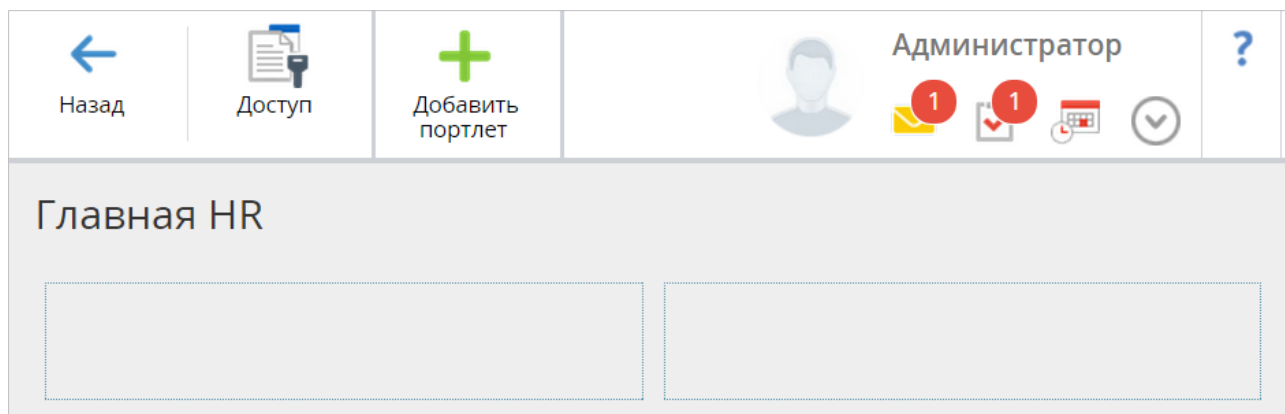 Назад
Доступ
Добавить
портлет
Администратор
1
1
?
Главная HR